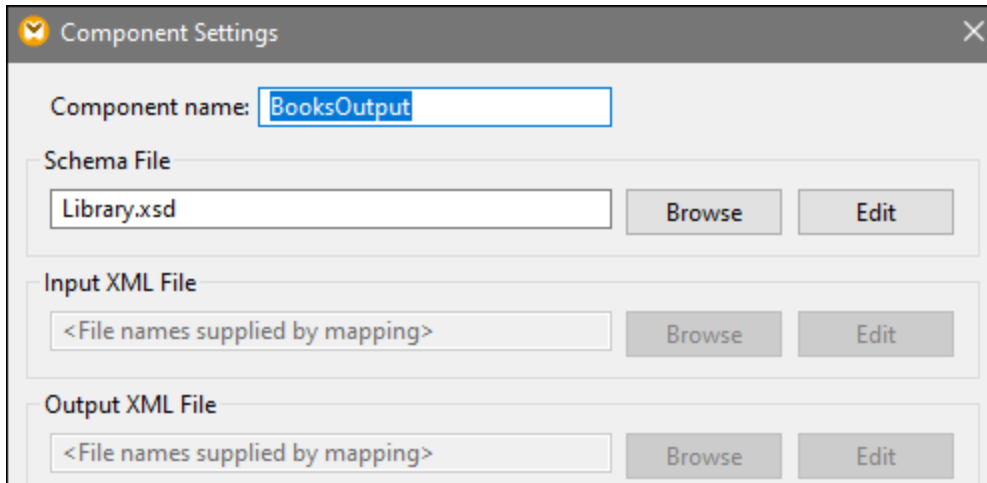 Component Settings
Component name: BooksOutput
Schema File
Library.xsd Browse Edit
Input XML File
<File names supplied by mapping> Browse Edit
Output XML File
<File names supplied by mapping> Browse Edit